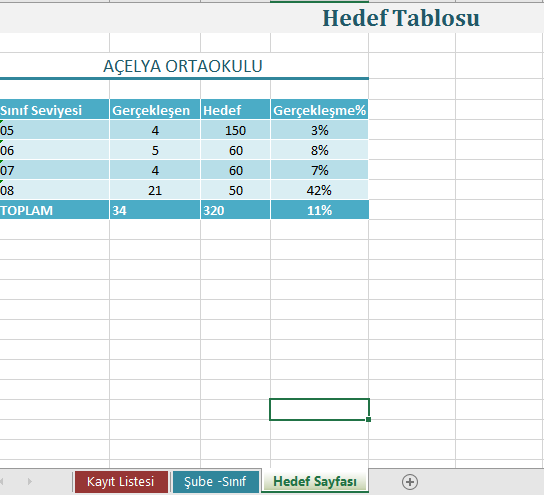 Hedef Tablosu
AÇELYA ORTAOKULU
Sınıf Seviyesi Gerçekleşen Hedef Gerçekleşme%
05 4 150 3%
06 5 60 8%
07 4 60 7%
08 21 50 42%
TOPLAM 34 320 11%
Kayıt Listesi Şube -Sınıf Hedef Sayfası